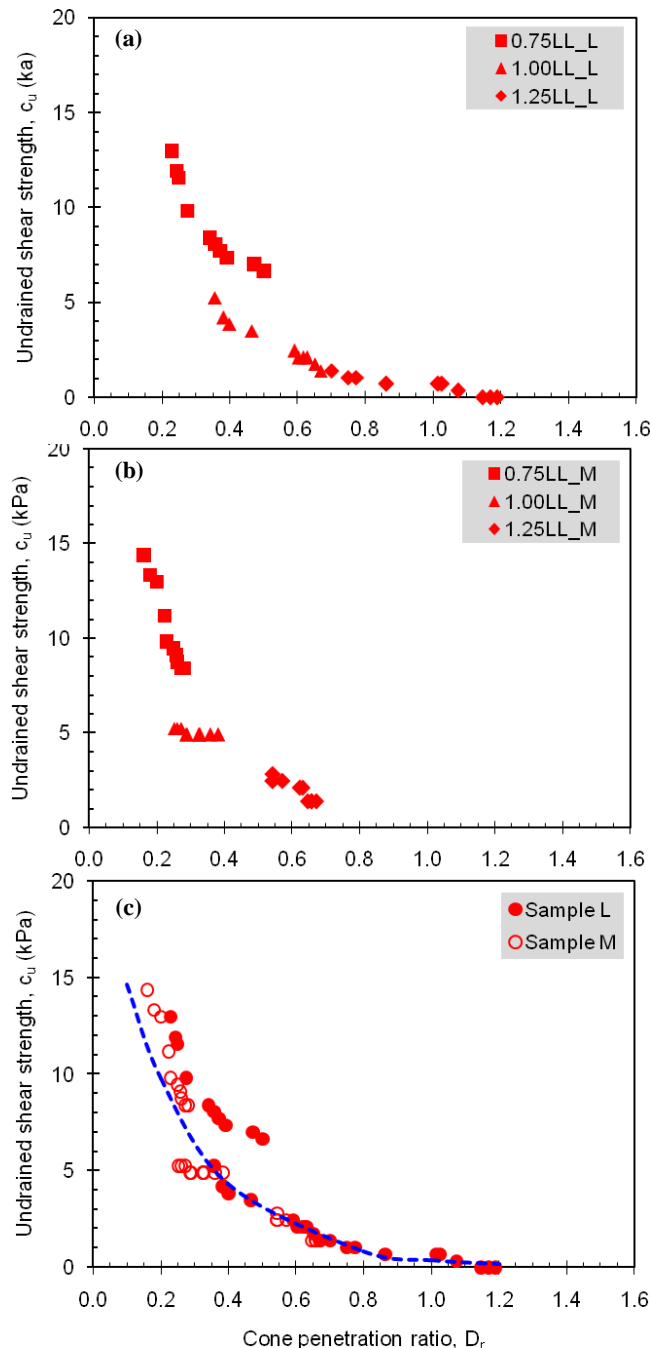 20
(a)
0.75LL_L
1.00LL_L
1.25LL_L
15
10
5
0
Undrained shear strength, cu (ka)
0.0 0.2 0.4 0.6 0.8 1.0 1.2 1.4 1.6
20
(b)
0.75LL_M
1.00LL_M
1.25LL_M
15
10
5
0
Undrained shear strength, cu (kPa)
0.0 0.2 0.4 0.6 0.8 1.0 1.2 1.4 1.6
20
(c)
Sample L
Sample M
15
10
5
0
Undrained shear strength, cu (kPa)
0.0 0.2 0.4 0.6 0.8 1.0 1.2 1.4 1.6
Cone penetration ratio, Dr